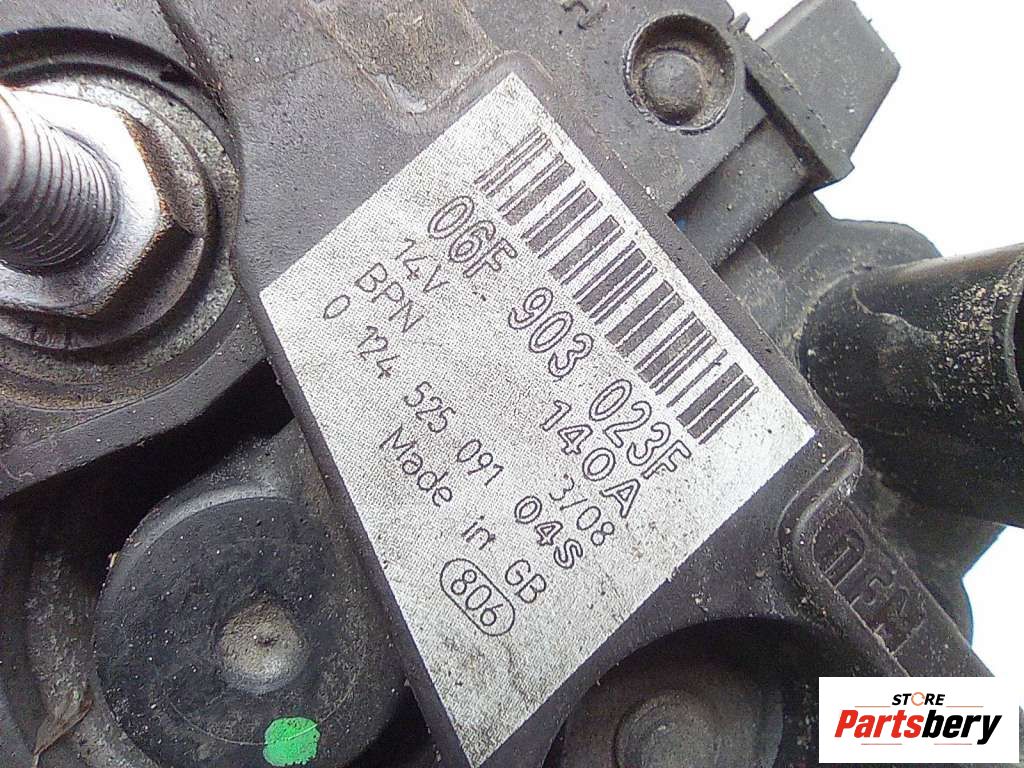 06F 903 023F
14V 140A
BPN 3/08
0 124 525 091 04s
Made in GB
806
STORE
Partsbery